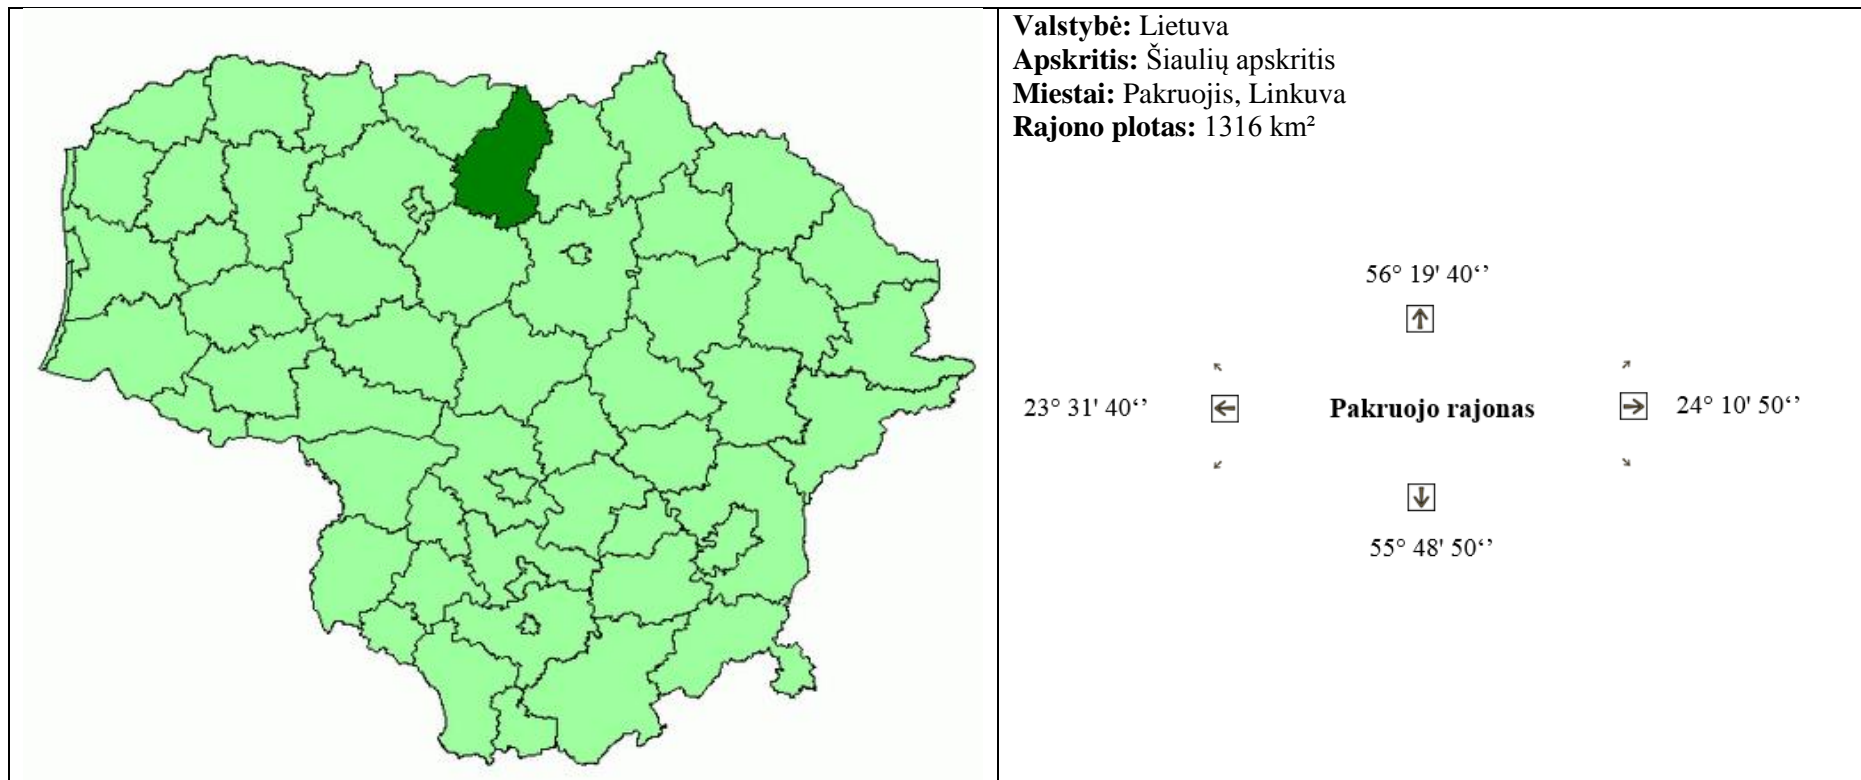 Valstybė: Lietuva
Apskritis: Šiaulių apskritis
Miestai: Pakruojis, Linkuva
Rajono plotas: 1316 km²
56° 19' 40‘’
23° 31' 40‘’
Pakruojo rajonas
24° 10' 50‘’
55° 48' 50‘’